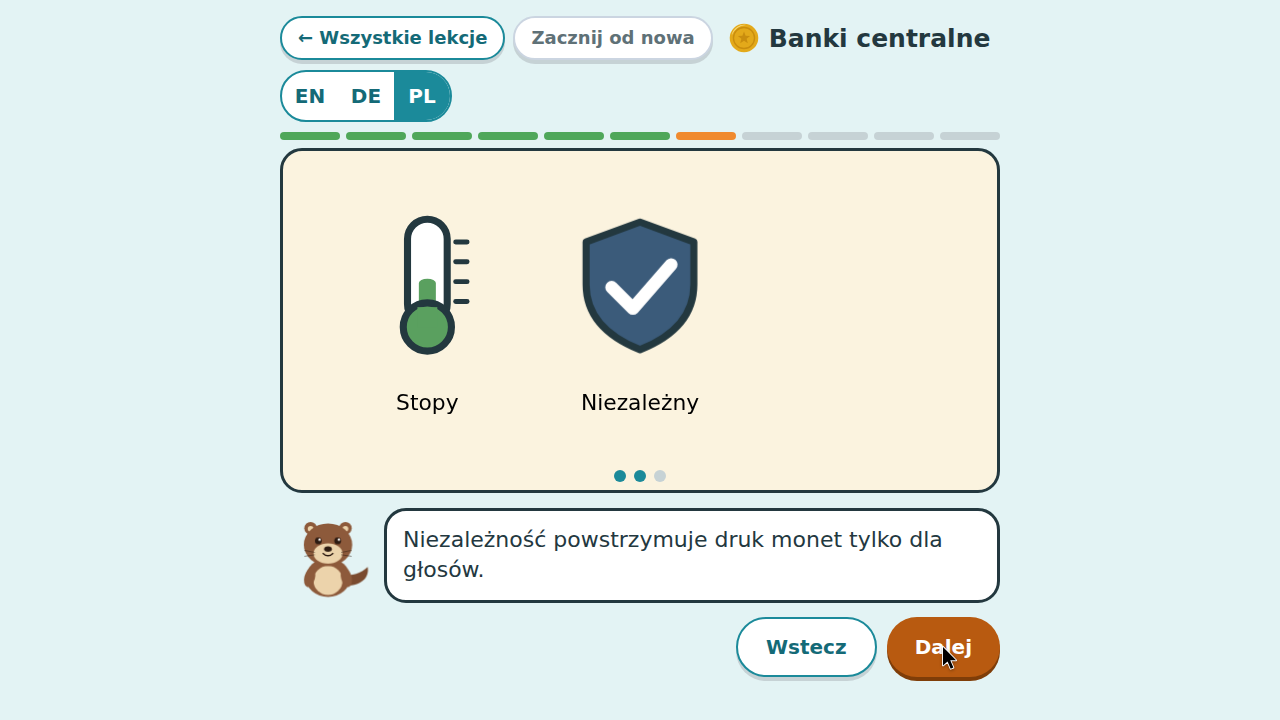 ← Wszystkie lekcje
Zacznij od nowa
Banki centralne
EN DE PL
Stopy
Niezależny
Niezależność powstrzymuje druk monet tylko dla
głosów.
Wstecz
Dalej